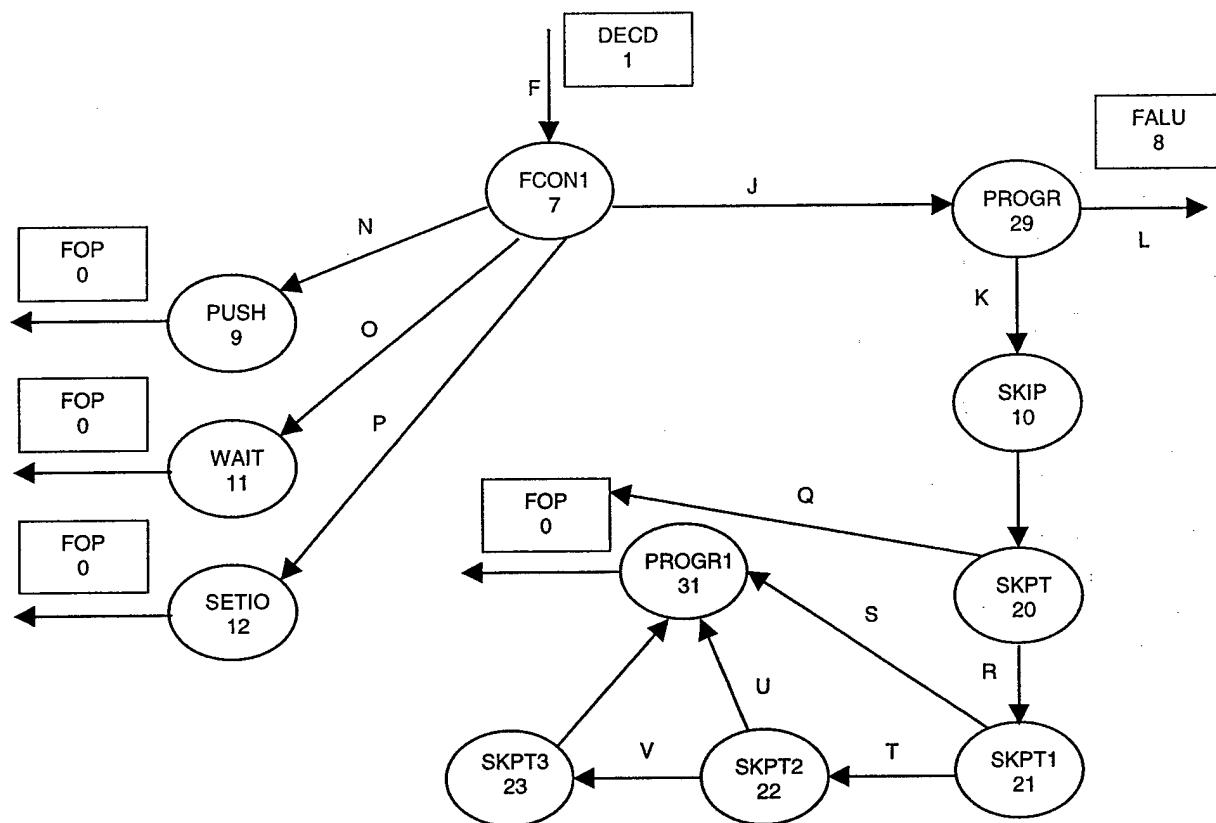 DECD
1
F
FALU
8
FCON1
7
J
PROGR
29
L
N
FOP
0
PUSH
9
O
K
FOP
0
WAIT
11
P
SKIP
10
FOP
0
Q
FOP
0
PROGR1
31
SETIO
12
SKPT
20
S
R
U
SKPT3
23
V
SKPT2
22
T
SKPT1
21